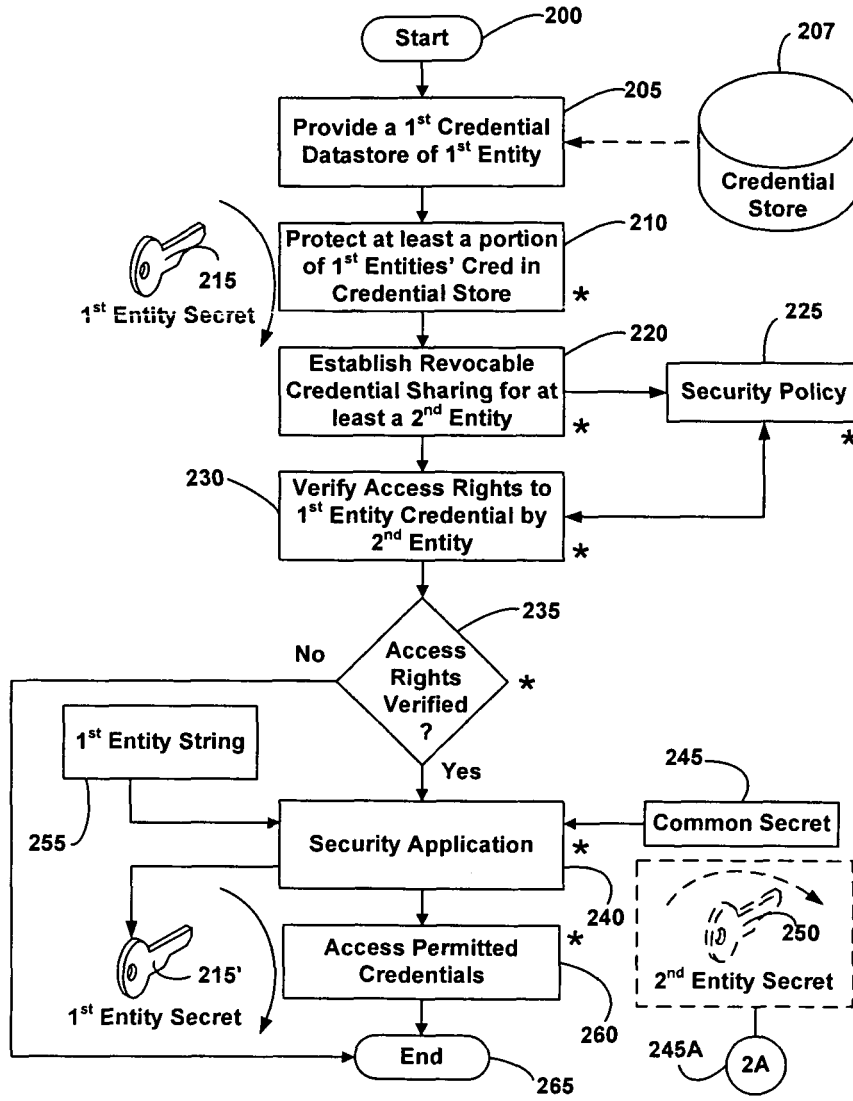 Start
200
207
Provide a 1st Credential
Datastore of 1st Entity
205
Credential
Store
Protect at least a portion
of 1st Entities' Cred in
Credential Store
*
210
215
1st Entity Secret
Establish Revocable
Credential Sharing for at
least a 2nd Entity
*
220
225
Security Policy
*
230
Verify Access Rights to
1st Entity Credential by
2nd Entity
*
235
Access
Rights
Verified
?
*
No
Yes
1st Entity String
255
245
Common Secret
Security Application
*
240
250
2nd Entity Secret
215'
1st Entity Secret
Access Permitted
Credentials
*
260
End
265
245A
2A